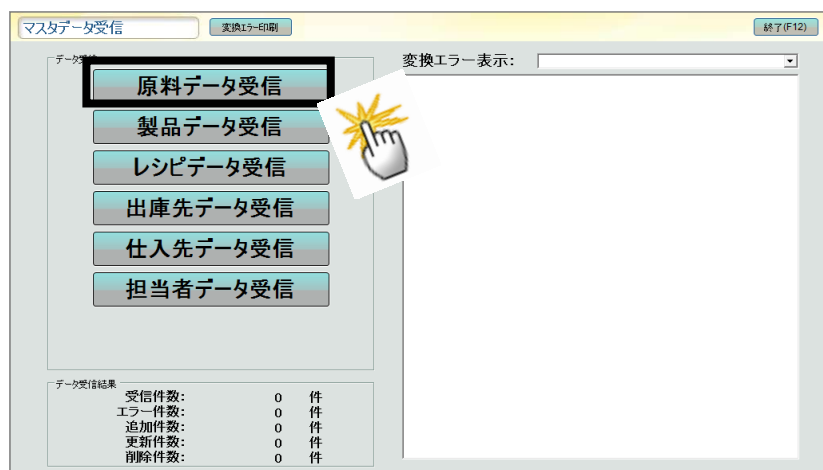 マスタデータ受信
変換エラー印刷
終了(F12)
原料データ受信
製品データ受信
レシピデータ受信
出庫先データ受信
仕入先データ受信
担当者データ受信
変換エラー表示:
データ受信結果
受信件数: 0 件
エラー件数: 0 件
追加件数: 0 件
更新件数: 0 件
削除件数: 0 件